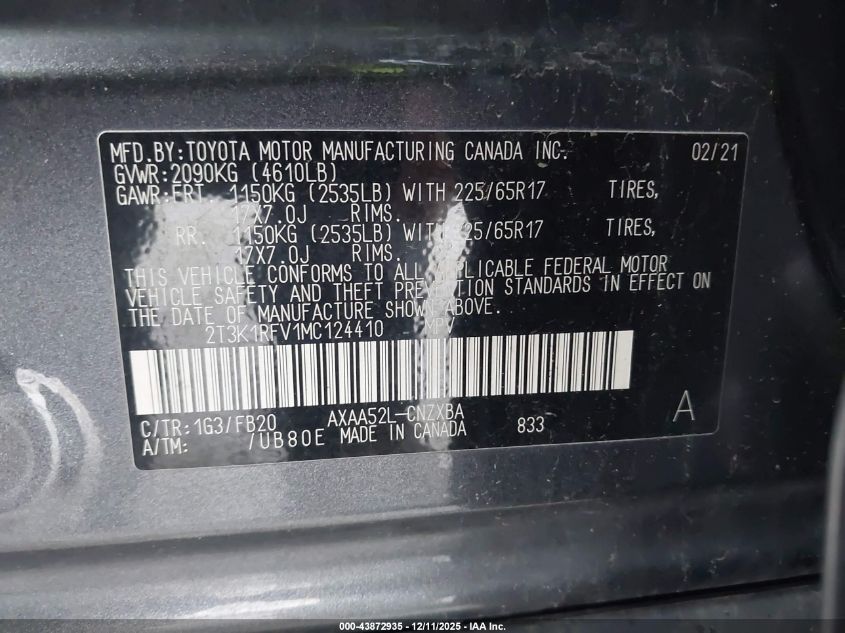 MFD.BY:TOYOTA MOTOR MANUFACTURING CANADA INC. 02/21
GVWR:2090KG (4610LB)
GAWR:FRT. 1150KG (2535LB) WITH 225/65R17 TIRES,
17X7.0J RIMS.
RR. 1150KG (2535LB) WITH 225/65R17 TIRES,
17X7.0J RIMS.
THIS VEHICLE CONFORMS TO ALL APPLICABLE FEDERAL MOTOR
VEHICLE SAFETY AND THEFT PREVENTION STANDARDS IN EFFECT ON
THE DATE OF MANUFACTURE SHOWN ABOVE.
2T3K1RFV1MC124410 MPV
C/TR:1G3/FB20 AXAA52L-CNZXBA A
A/TM: /UB80E MADE IN CANADA 833
000-43872935 - 12/11/2025 - IAA Inc.